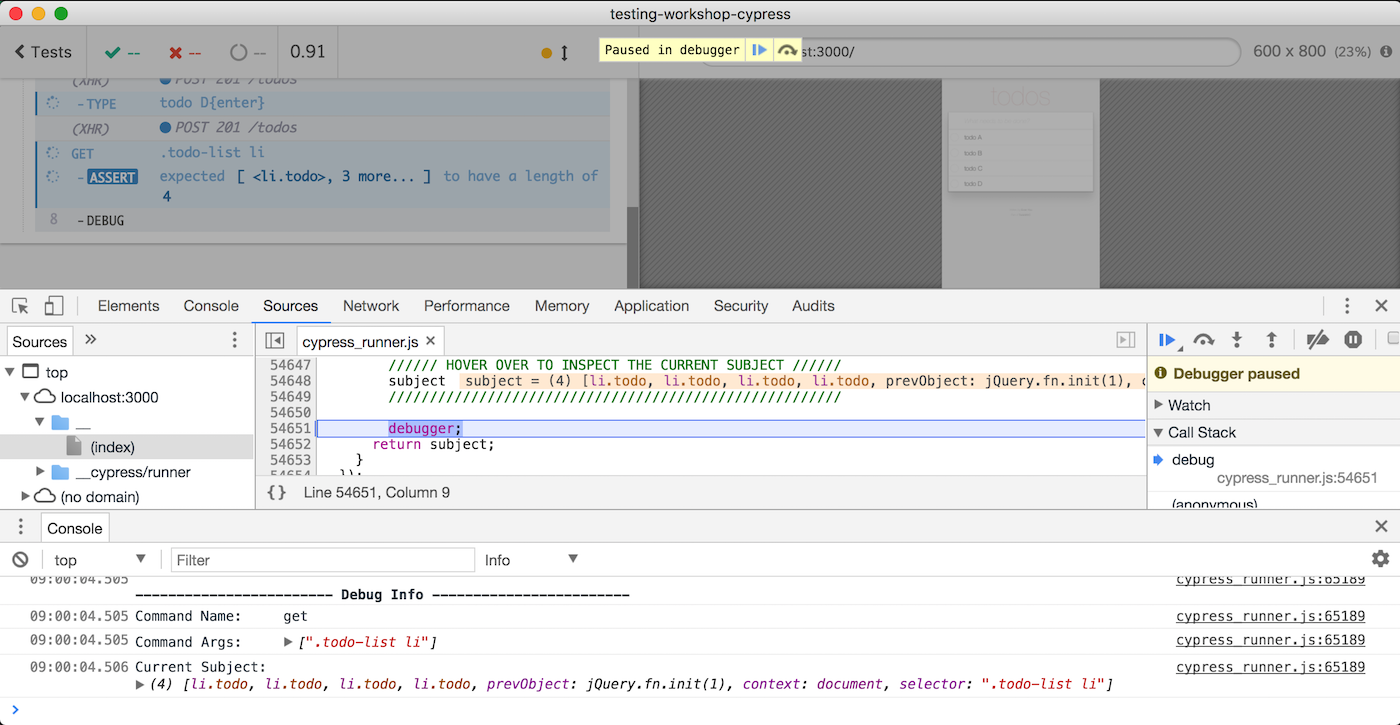 testing-workshop-cypress
Tests -- -- -- 0.91 Paused in debugger st:3000/ 600 x 800 (23%)
(XHR) POST 201 /todos
- TYPE todo D{enter}
(XHR) POST 201 /todos
GET .todo-list li
- ASSERT expected [ <li.todo>, 3 more... ] to have a length of
4
8 - DEBUG
todos
todo A
todo B
todo C
todo D
Elements Console Sources Network Performance Memory Application Security Audits
Sources » cypress_runner.js
top
localhost:3000
__
(index)
__cypress/runner
(no domain)
54647 ////// HOVER OVER TO INSPECT THE CURRENT SUBJECT //////
54648 subject subject = (4) [li.todo, li.todo, li.todo, li.todo, prevObject: jQuery.fn.init(1), c
54649 ///////////////////////////////////////////////////////
54650
54651 debugger;
54652 return subject;
54653 }
54654 });
{} Line 54651, Column 9
Debugger paused
Watch
Call Stack
debug
cypress_runner.js:54651
(anonymous)
Console
top Filter Info
09:00:04.505 cypress_runner.js:65189
------------------------ Debug Info ------------------------
09:00:04.505 Command Name: get cypress_runner.js:65189
09:00:04.505 Command Args: [".todo-list li"] cypress_runner.js:65189
09:00:04.506 Current Subject: cypress_runner.js:65189
(4) [li.todo, li.todo, li.todo, li.todo, prevObject: jQuery.fn.init(1), context: document, selector: ".todo-list li"]
>